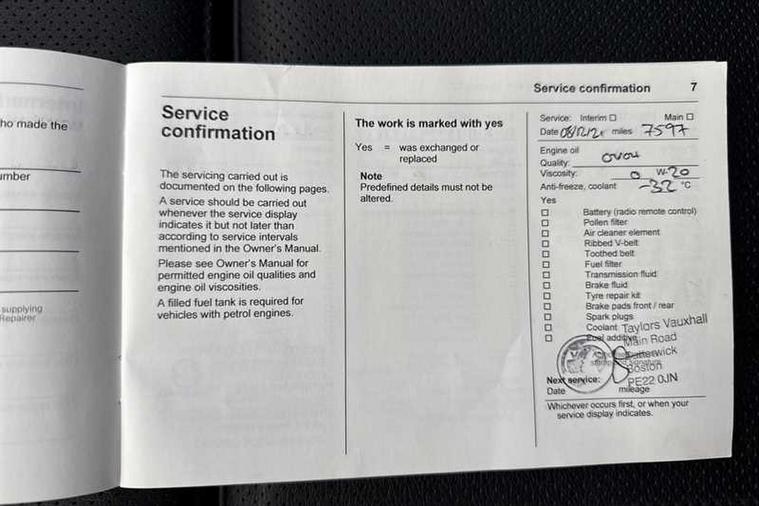 ho made the
umber
supplying
Repairer
Service confirmation 7
Service
confirmation
The servicing carried out is
documented on the following pages.
A service should be carried out
whenever the service display
indicates it but not later than
according to service intervals
mentioned in the Owner's Manual.
Please see Owner's Manual for
permitted engine oil qualities and
engine oil viscosities.
A filled fuel tank is required for
vehicles with petrol engines.
The work is marked with yes
Yes = was exchanged or
replaced
Note
Predefined details must not be
altered.
Service: Interim ☐ Main ☐
Date 08/12/21 miles 7597
Engine oil
Quality:
Viscosity: 0 W-20
Anti-freeze, coolant -32 °C
Yes
☐ Battery (radio remote control)
☐ Pollen filter
☐ Air cleaner element
☐ Ribbed V-belt
☐ Toothed belt
☐ Fuel filter
☐ Transmission fluid
☐ Brake fluid
☐ Tyre repair kit
☐ Brake pads front / rear
☐ Spark plugs
☐ Coolant
☐ Fuel additive
Taylors Vauxhall
Main Road
Butterwick
Boston
PE22 0JN
Next service:
Date mileage
Whichever occurs first, or when your
service display indicates.